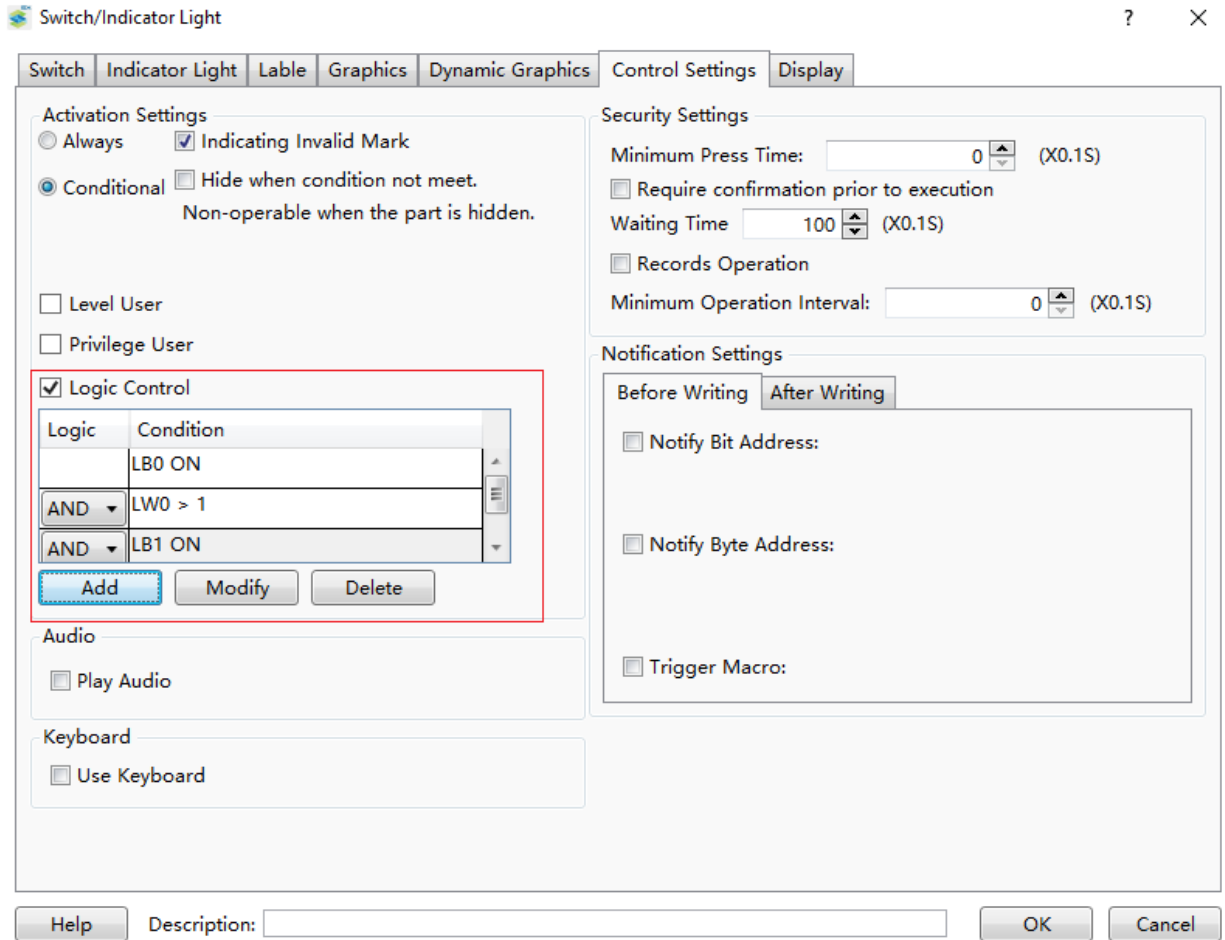 Switch/Indicator Light
?
Switch
Indicator Light
Lable
Graphics
Dynamic Graphics
Control Settings
Display
Activation Settings
Always
Indicating Invalid Mark
Conditional
Hide when condition not meet.
Non-operable when the part is hidden.
Level User
Privilege User
Logic Control
Logic
Condition
LB0 ON
AND
LW0 > 1
AND
LB1 ON
Add
Modify
Delete
Audio
Play Audio
Keyboard
Use Keyboard
Security Settings
Minimum Press Time:
0
(X0.1S)
Require confirmation prior to execution
Waiting Time
100
(X0.1S)
Records Operation
Minimum Operation Interval:
0
(X0.1S)
Notification Settings
Before Writing
After Writing
Notify Bit Address:
Notify Byte Address:
Trigger Macro:
Help
Description:
OK
Cancel